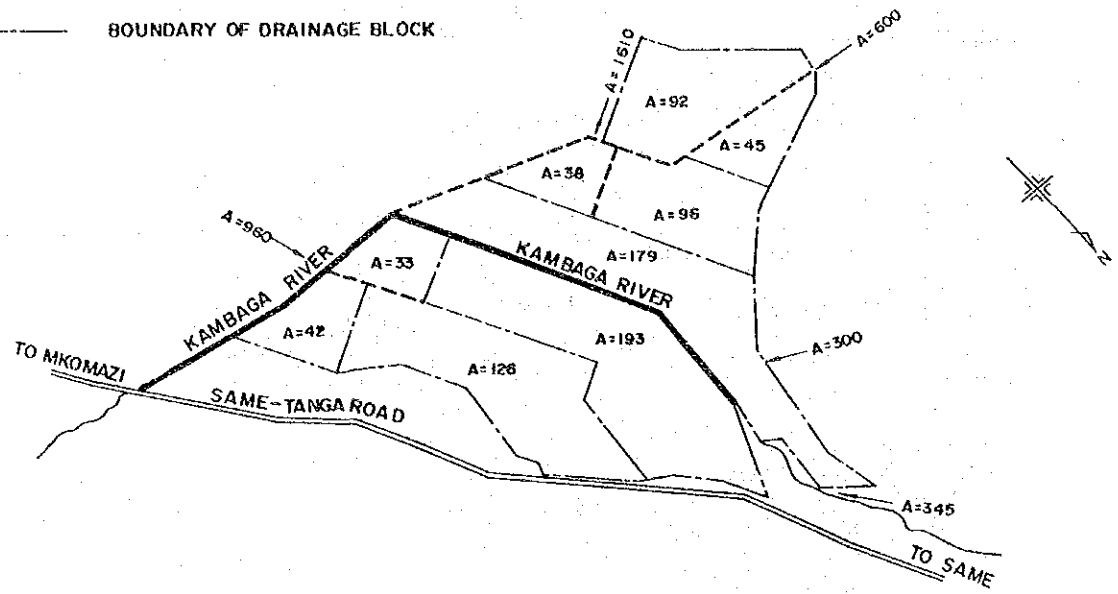 BOUNDARY OF DRAINAGE BLOCK
A=600
A=1610
A=92
A=45
A=38
A=96
A=960
KAMBAGA RIVER
A=33
KAMBAGA RIVER
A=179
A=42
A=193
A=300
TO MKOMAZI
A=126
SAME-TANGA ROAD
A=345
TO SAME
N